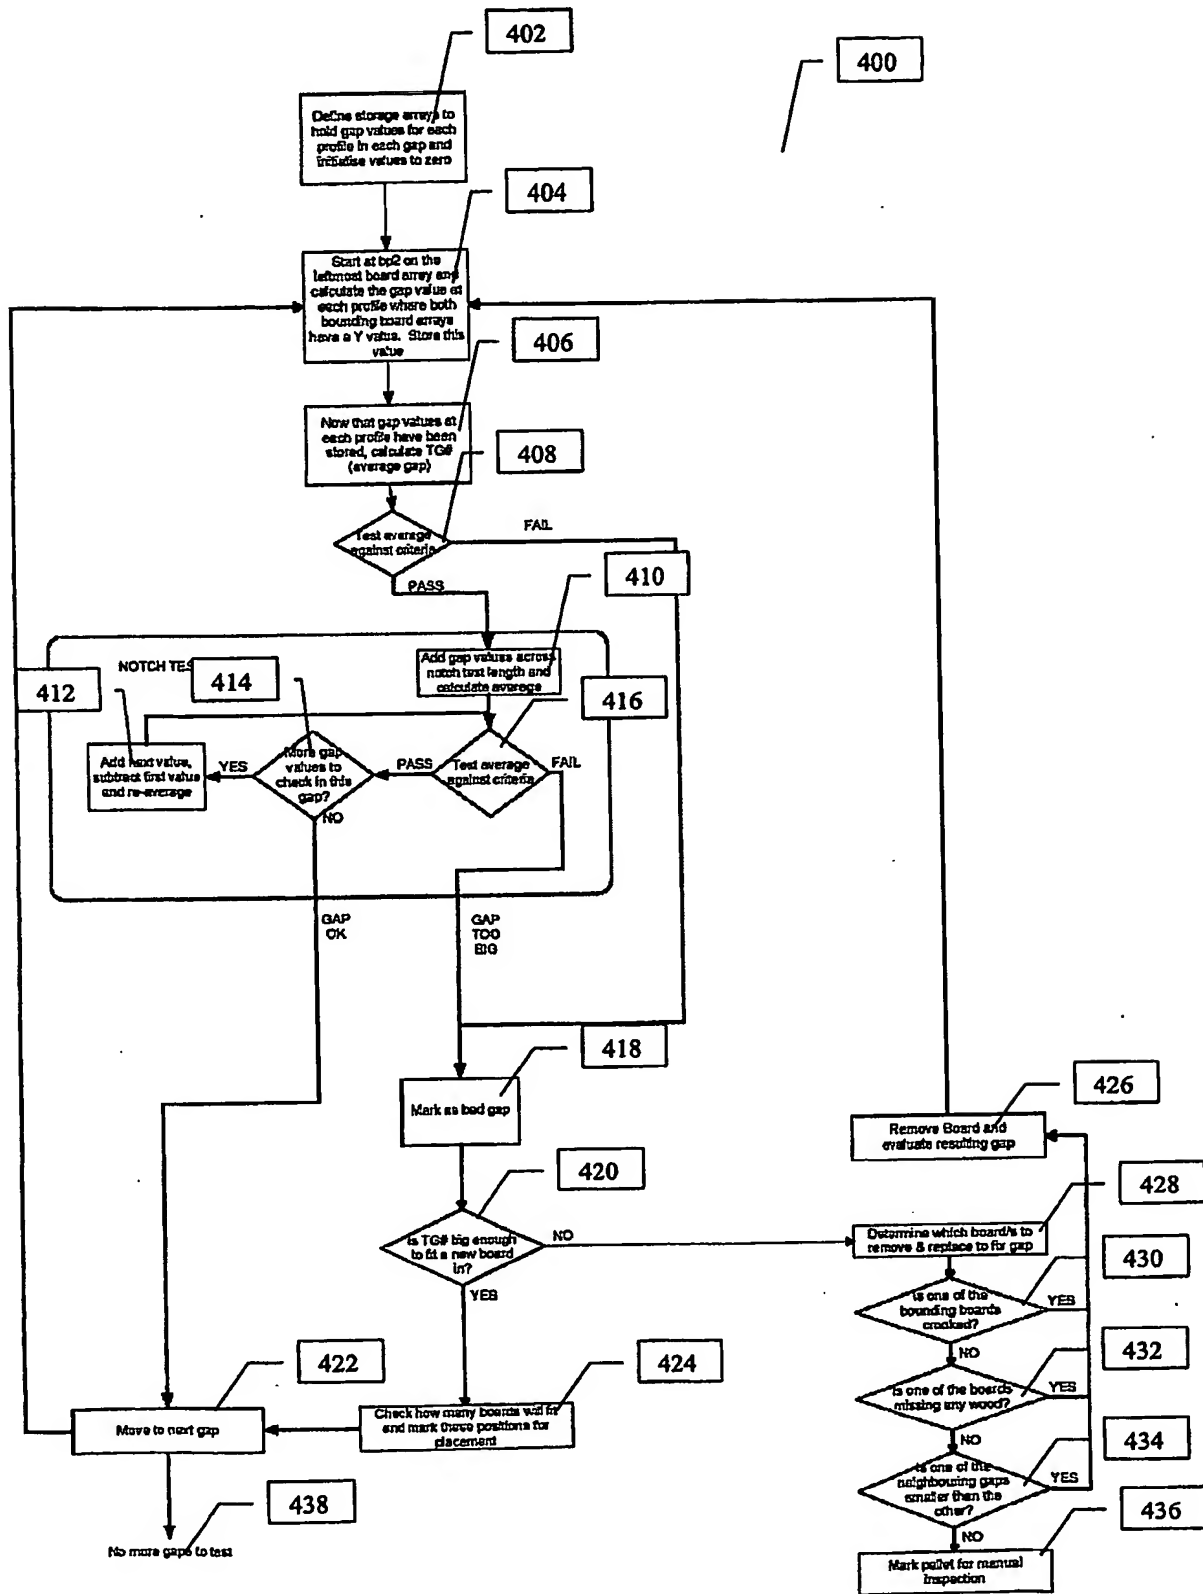 402
400
Define storage arrays to
hold gap values for each
profile in each gap and
initialise values to zero
404
Start at bp2 on the
leftmost board array and
calculate the gap value at
each profile where both
bounding board arrays
have a Y value. Store this
value
406
Now that gap values at
each profile have been
stored, calculate TG#
(average gap)
408
Test average
against criteria
FAIL
PASS
410
NOTCH TES
Add gap values across
notch test length and
calculate average
412
414
416
Add next value,
subtract first value
and re-average
YES
More gap
values to
check in this
gap?
NO
PASS
Test average
against criteria
FAIL
GAP
OK
GAP
TOO
BIG
418
Mark as bad gap
420
Is TG# big enough
to fit a new board
in?
NO
YES
422
424
Move to next gap
Check how many boards will fit
and mark these positions for
placement
438
No more gaps to test
426
Remove Board and
evaluate resulting gap
428
Determine which board/s to
remove & replace to fix gap
430
Is one of the
bounding boards
crooked?
YES
NO
432
Is one of the boards
missing any wood?
YES
NO
434
Is one of the
neighbouring gaps
smaller than the
other?
YES
NO
436
Mark pallet for manual
Inspection